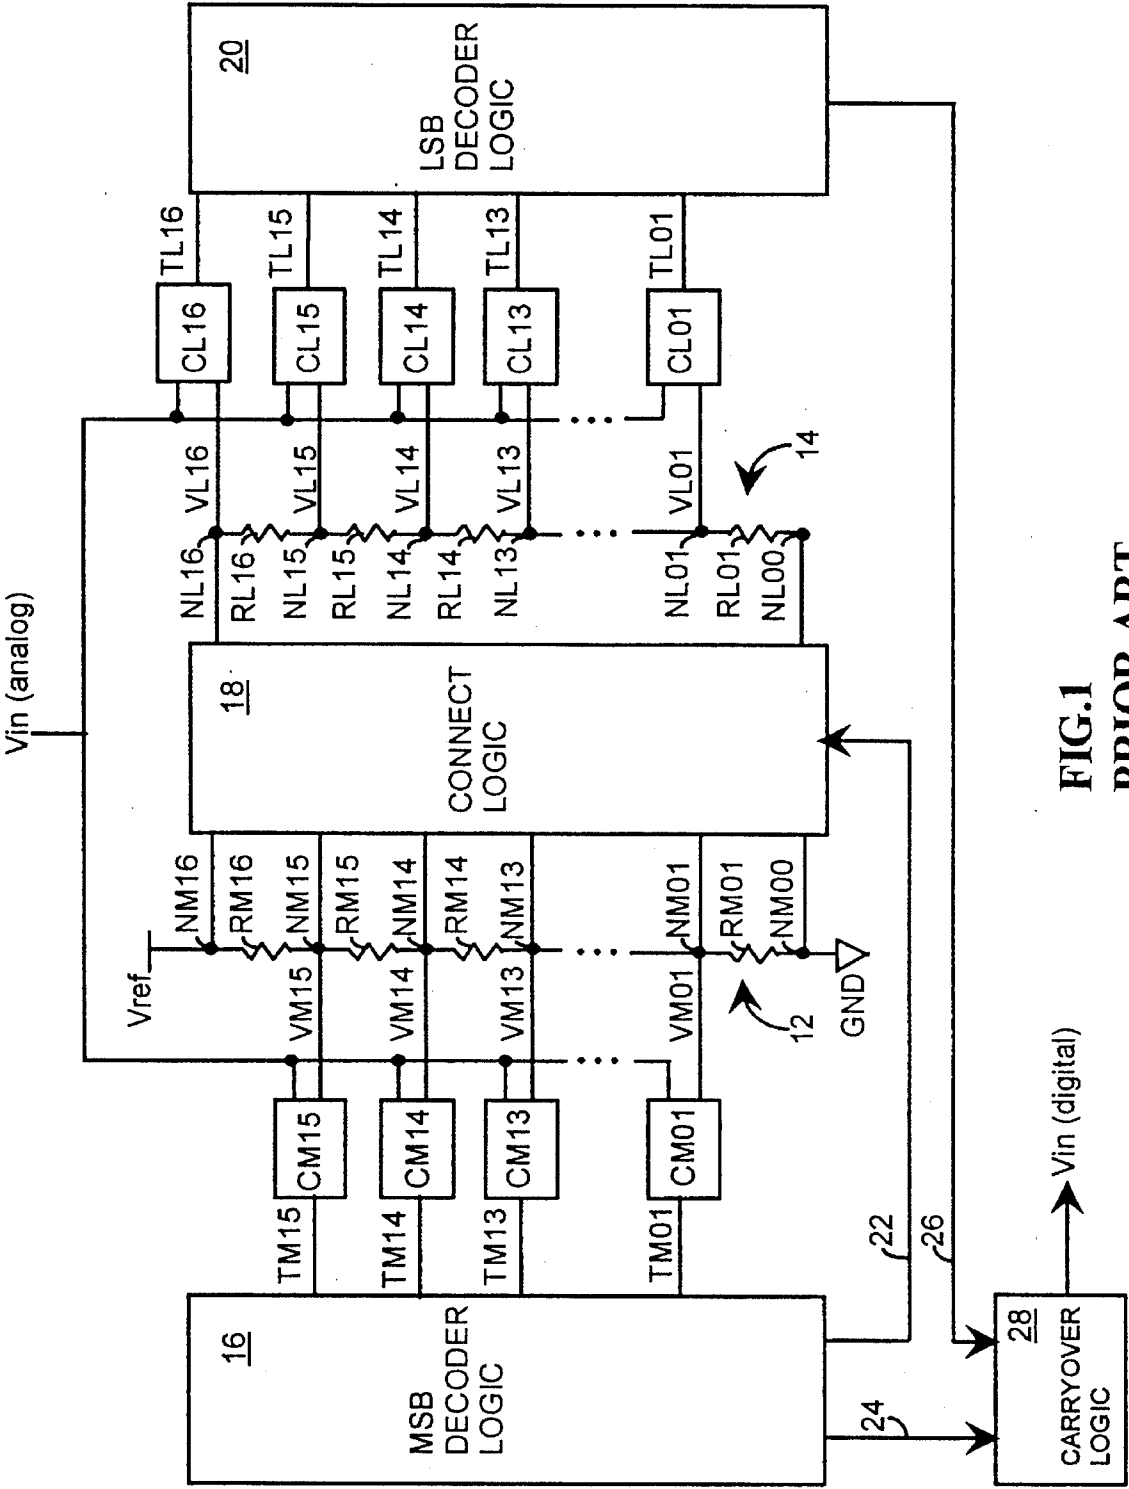 Vin (analog)
Vref
16
MSB
DECODER
LOGIC
TM15
TM14
TM13
TM01
CM15
CM14
CM13
CM01
VM15
VM14
VM13
VM01
NM16
RM16
NM15
RM15
NM14
RM14
NM13
NM01
RM01
NM00
12
GND
18
CONNECT
LOGIC
NL16
RL16
NL15
RL15
NL14
RL14
NL13
NL01
RL01
NL00
VL16
VL15
VL14
VL13
VL01
14
CL16
CL15
CL14
CL13
CL01
TL16
TL15
TL14
TL13
TL01
20
LSB
DECODER
LOGIC
22
24
26
28
CARRYOVER
LOGIC
Vin (digital)
FIG.1
PRIOR ART